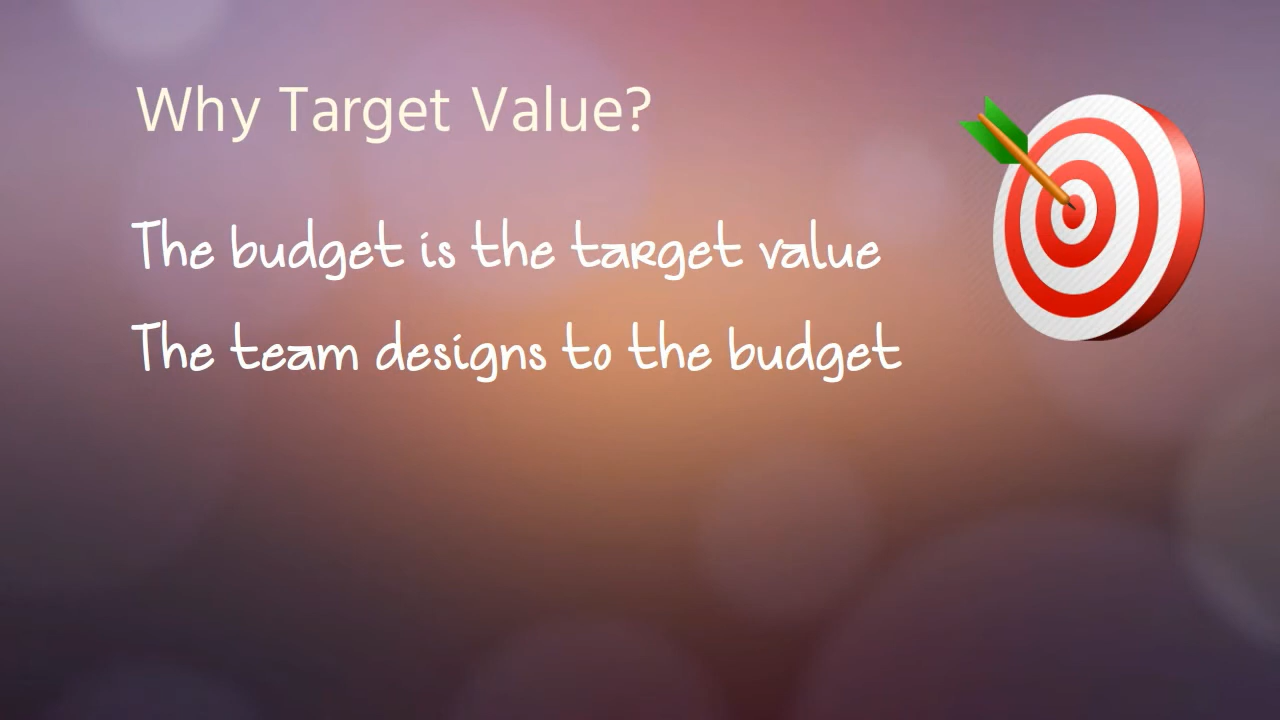 Why Target Value?
The budget is the target value
The team designs to the budget